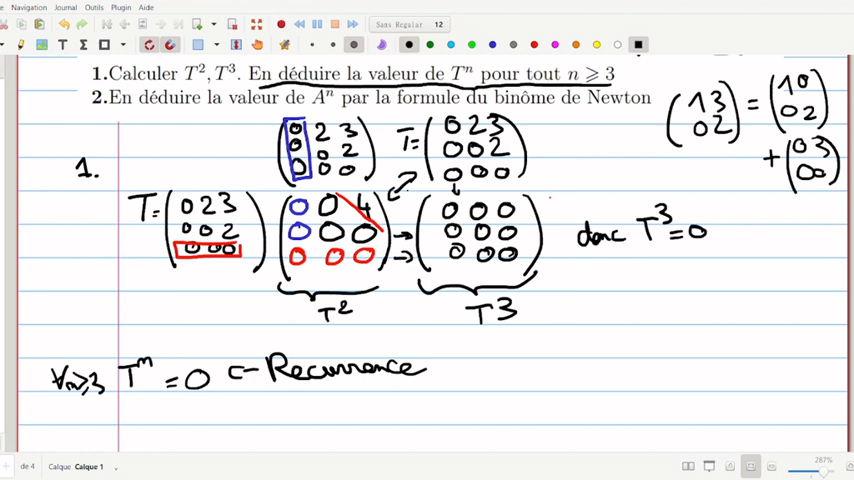 Navigation Journal Outils Plugin Aide
Sans Regular 12
1.Calculer T², T³. En déduire la valeur de Tⁿ pour tout n ⩾ 3
2.En déduire la valeur de Aⁿ par la formule du binôme de Newton
(1 3 = (1 0
0 2) 0 2)
+ (0 3
0 0)
1.
(0 2 3 T= (0 2 3
0 0 2 0 0 2
0 0 0) 0 0 0)
T= (0 2 3 (0 0 4 (0 0 0
0 0 2 0 0 0 → 0 0 0 donc T³=0
0 0 0) 0 0 0) → 0 0 0)
T² T3
∀n⩾3 Tⁿ = 0 ← Recurrence
287%
de 4 Calque Calque 1